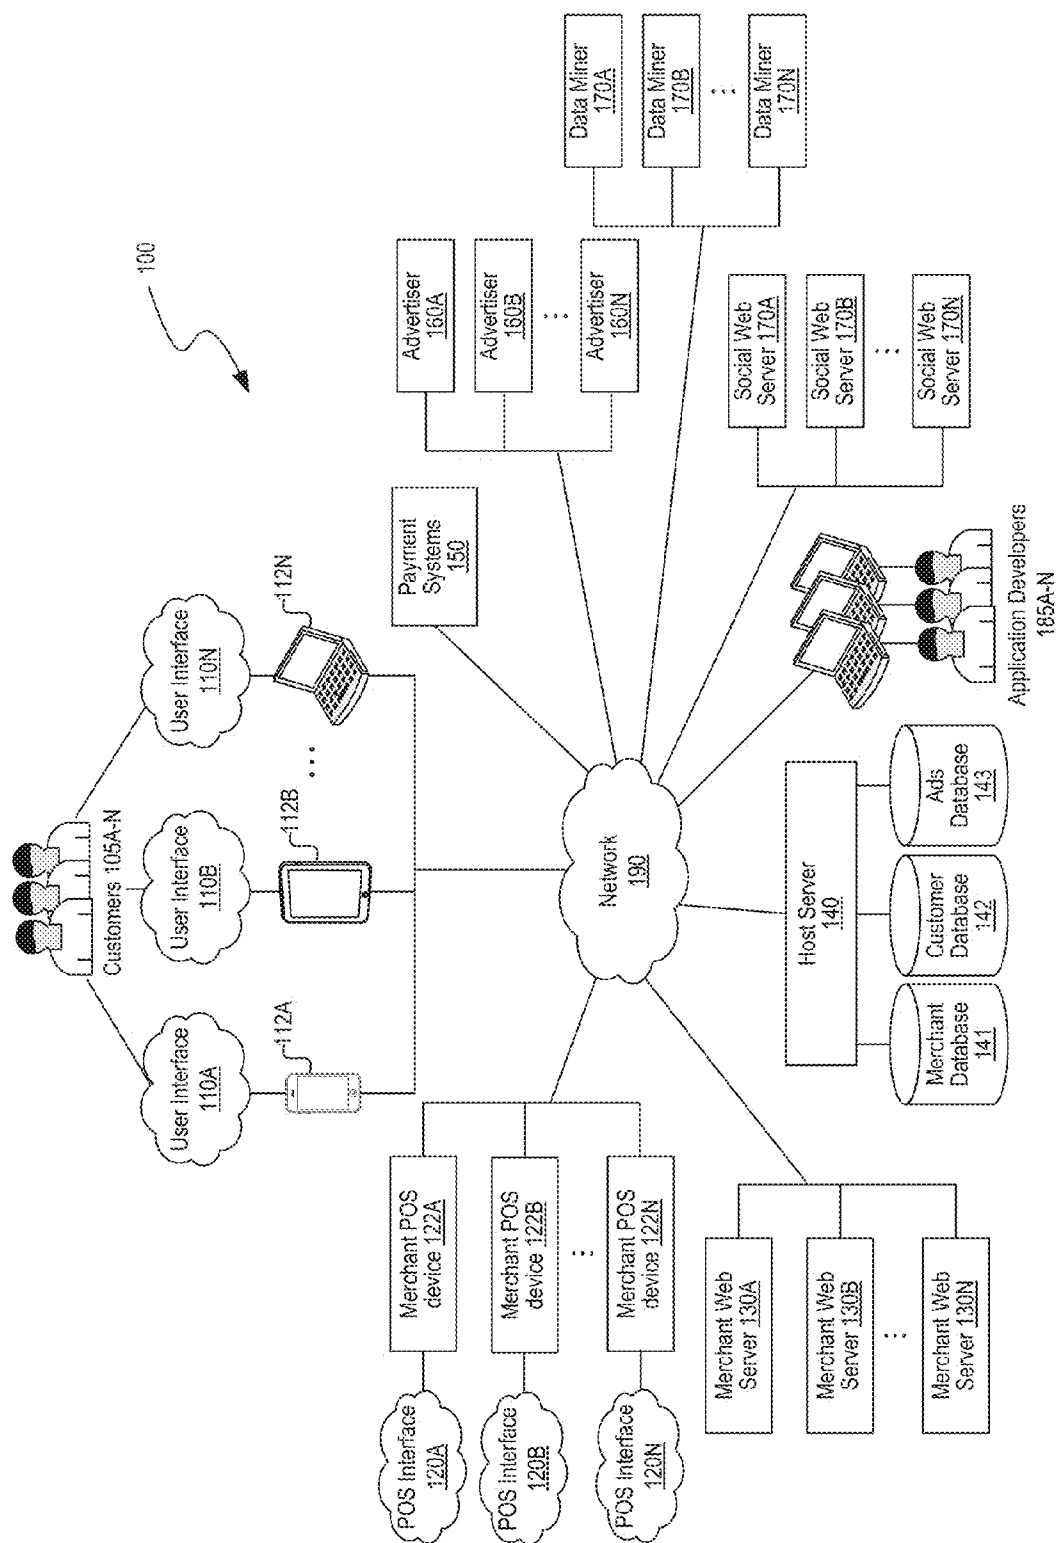 100
Customers 105A-N
User Interface
110A
User Interface
110B
User Interface
110N
112A
112B
...
112N
POS Interface
120A
POS Interface
120B
POS Interface
120N
Merchant POS
device 122A
Merchant POS
device 122B
...
Merchant POS
device 122N
Payment
Systems
150
Advertiser
160A
Advertiser
160B
...
Advertiser
160N
Data Miner
170A
Data Miner
170B
...
Data Miner
170N
Network
190
Merchant Web
Server 130A
Merchant Web
Server 130B
...
Merchant Web
Server 130N
Host Server
140
Merchant
Database
141
Customer
Database
142
Ads
Database
143
Application Developers
185A-N
Social Web
Server 170A
Social Web
Server 170B
...
Social Web
Server 170N